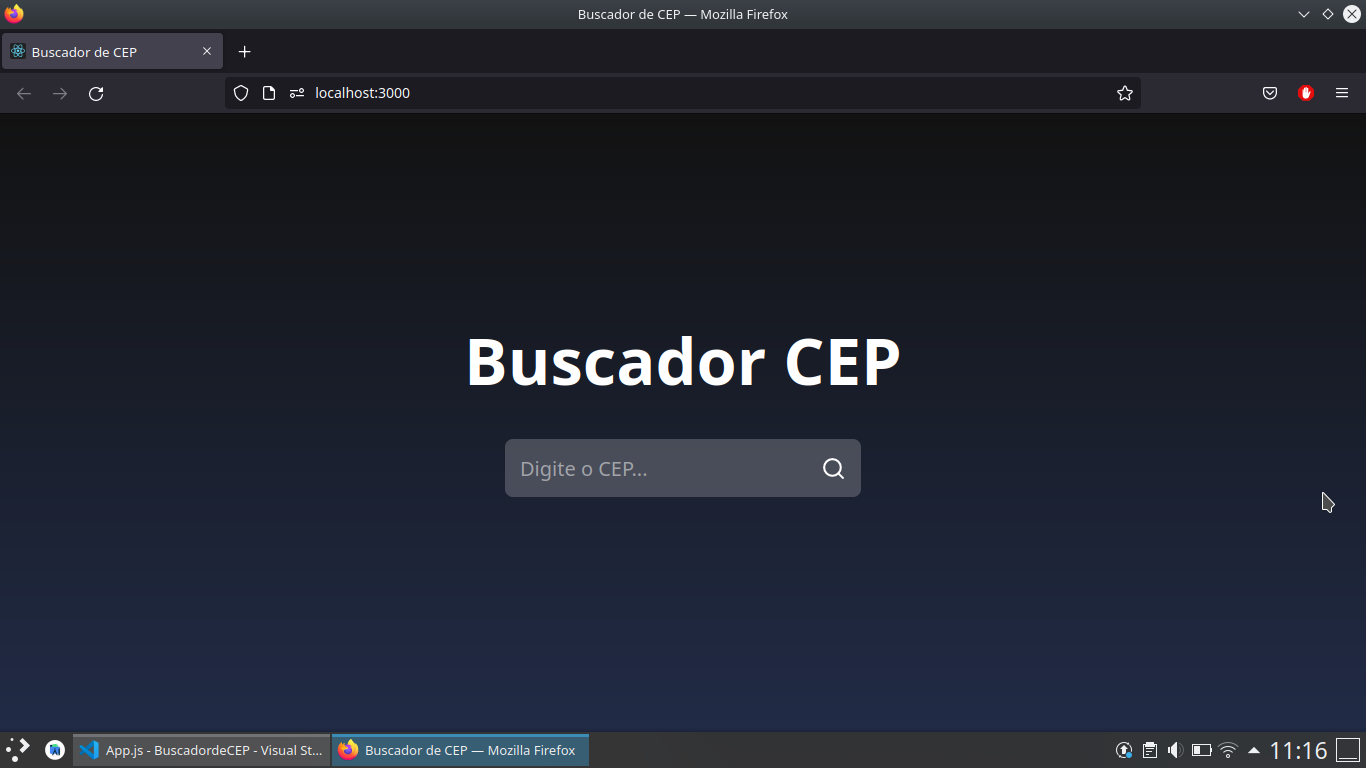 Buscador de CEP — Mozilla Firefox
Buscador de CEP
localhost:3000
Buscador CEP
Digite o CEP...
App.js - BuscadordeCEP - Visual St...
Buscador de CEP — Mozilla Firefox
11:16